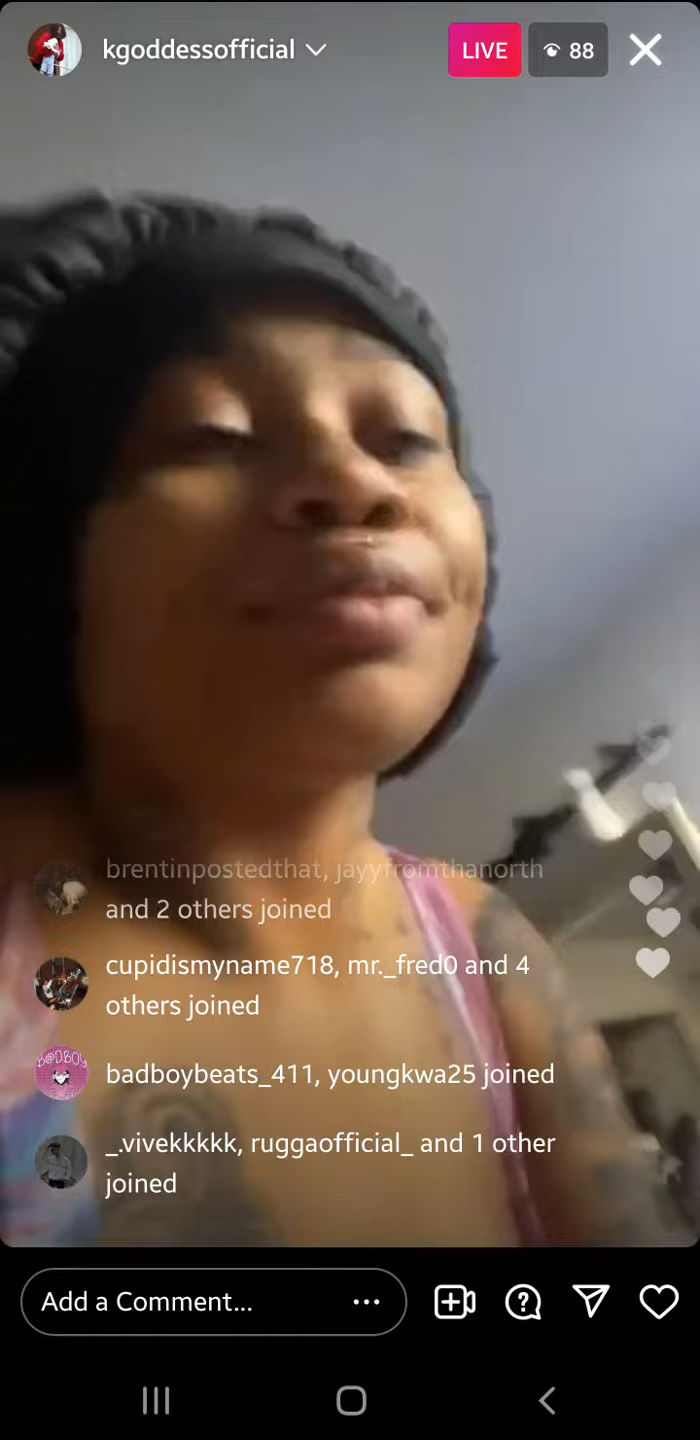 kgoddessofficial
LIVE
88
brentinpostedthat, jayyfromthanorth
and 2 others joined
cupidismyname718, mr._fred0 and 4
others joined
B@DBOY
badboybeats_411, youngkwa25 joined
_.vivekkkkk, ruggaofficial_ and 1 other
joined
Add a Comment...